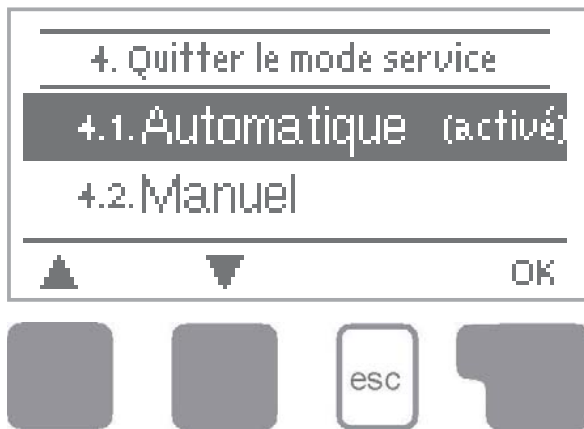 4. Quitter le mode service
4.1. Automatique (activé)
4.2. Manuel
OK
esc